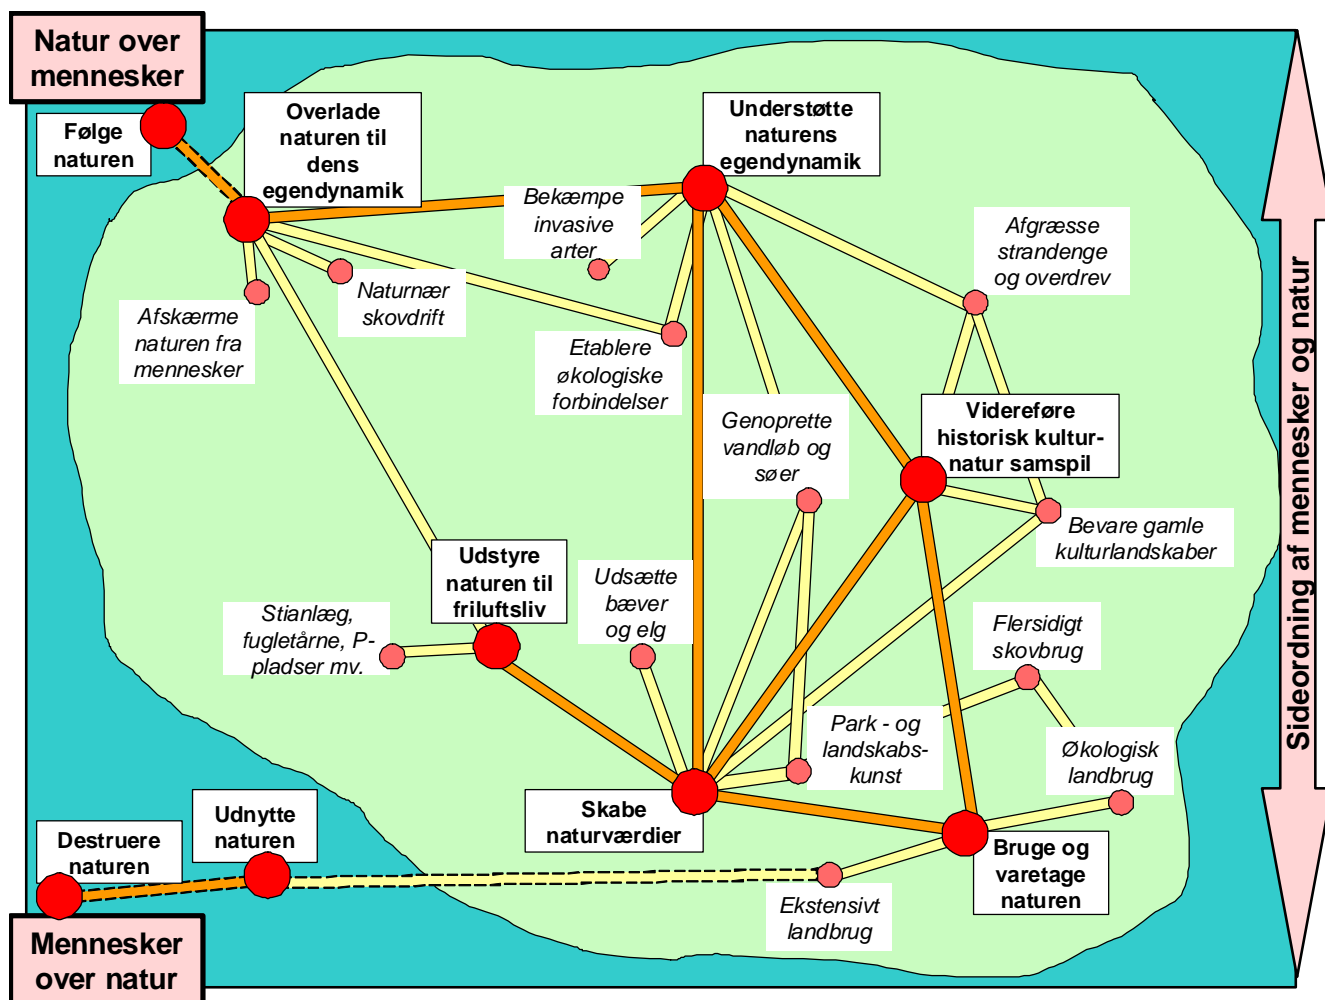 Natur over
mennesker
Følge
naturen
Overlade
naturen til
dens
egendynamik
Understøtte
naturens
egendynamik
Bekæmpe
invasive
arter
Afgræsse
strandenge
og overdrev
Afskærme
naturen fra
mennesker
Naturnær
skovdrift
Etablere
økologiske
forbindelser
Genoprette
vandløb og
søer
Videreføre
historisk kultur-
natur samspil
Bevare gamle
kulturlandskaber
Udstyre
naturen til
friluftsliv
Stianlæg,
fugletårne, P-
pladser mv.
Udsætte
bæver
og elg
Flersidigt
skovbrug
Park - og
landskabs-
kunst
Økologisk
landbrug
Skabe
naturværdier
Bruge og
varetage
naturen
Ekstensivt
landbrug
Udnytte
naturen
Destruere
naturen
Mennesker
over natur
Sideordning af mennesker og natur